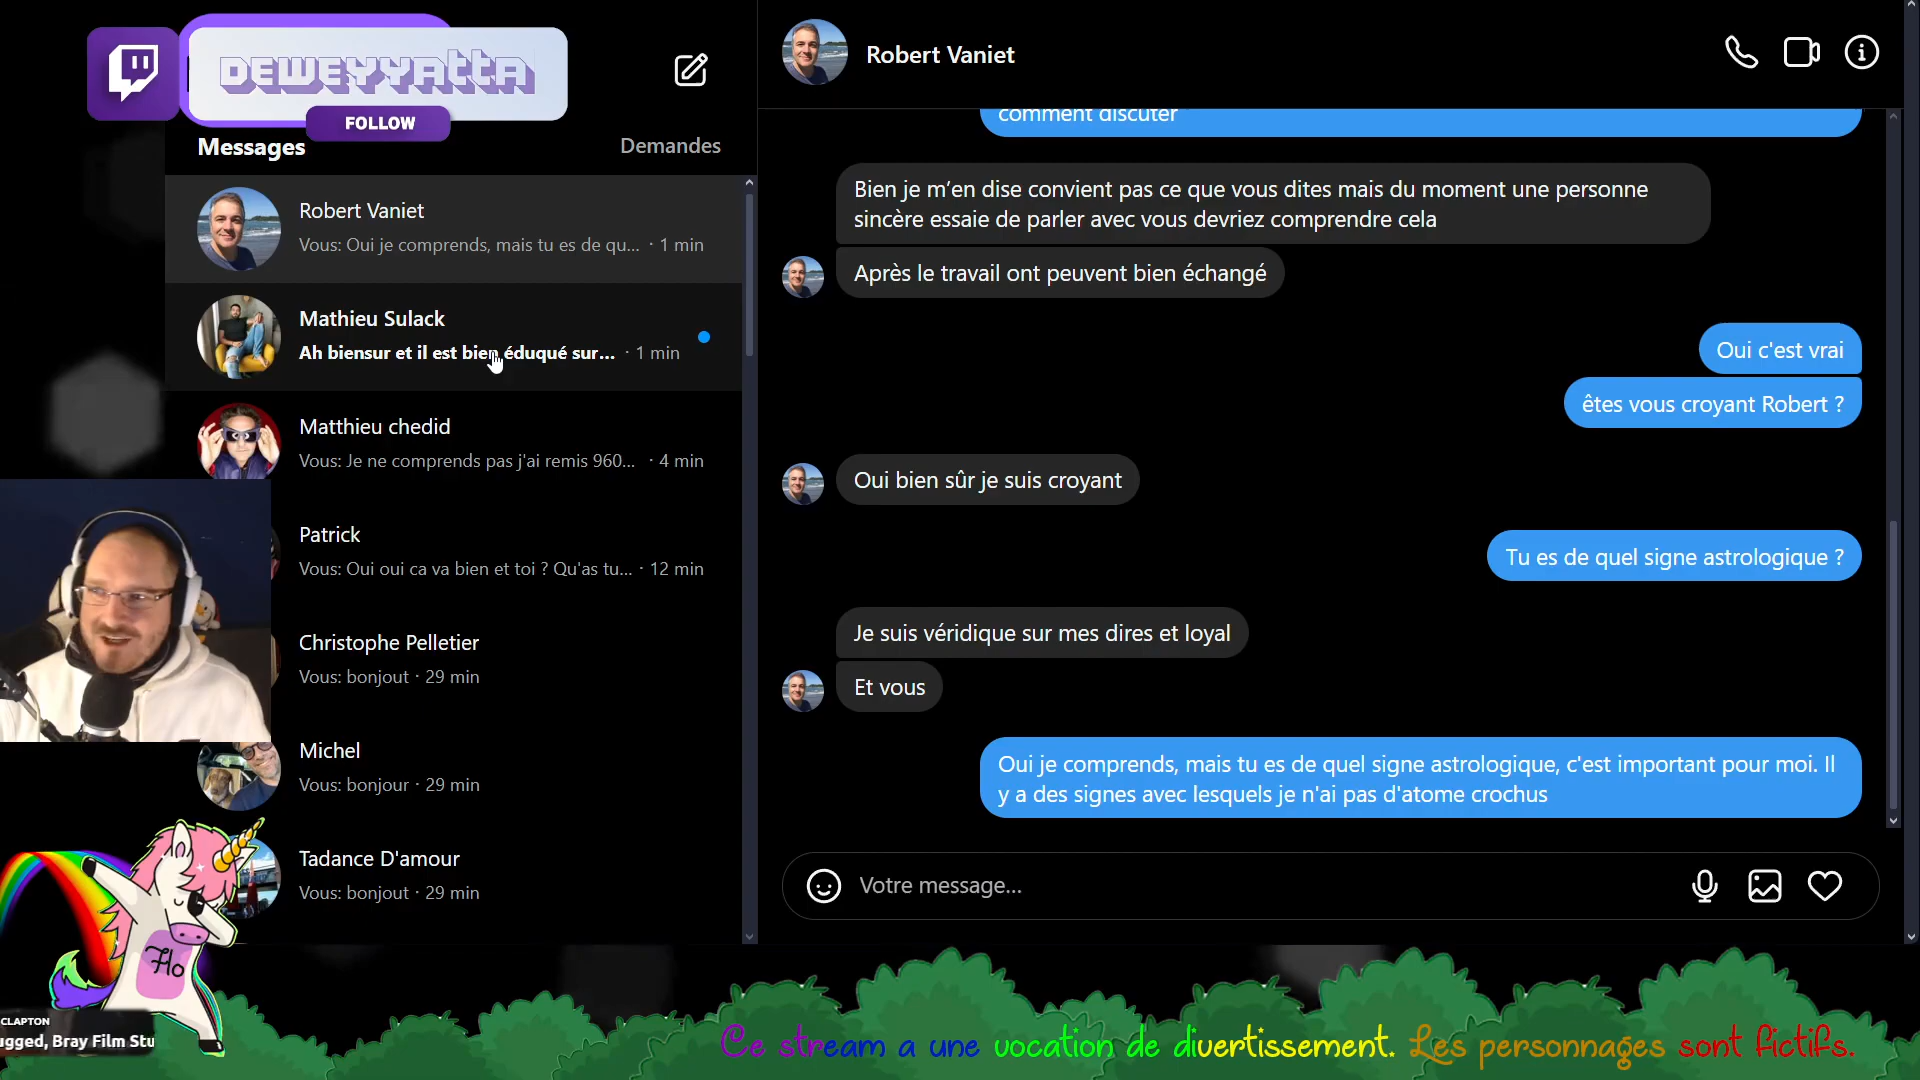 DEWEYYATTA
FOLLOW
Messages
Demandes
Robert Vaniet
Vous: Oui je comprends, mais tu es de qu... · 1 min
Mathieu Sulack
Ah biensur et il est bien éduqué sur... · 1 min
Matthieu chedid
Vous: Je ne comprends pas j'ai remis 960... · 4 min
Patrick
Vous: Oui oui ca va bien et toi ? Qu'as tu... · 12 min
Christophe Pelletier
Vous: bonjout · 29 min
Michel
Vous: bonjour · 29 min
Tadance D'amour
Vous: bonjout · 29 min
Flo
CLAPTON
ugged, Bray Film Stu
Robert Vaniet
comment discuter
Bien je m’en dise convient pas ce que vous dites mais du moment une personne
sincère essaie de parler avec vous devriez comprendre cela
Après le travail ont peuvent bien échangé
Oui c'est vrai
êtes vous croyant Robert ?
Oui bien sûr je suis croyant
Tu es de quel signe astrologique ?
Je suis véridique sur mes dires et loyal
Et vous
Oui je comprends, mais tu es de quel signe astrologique, c'est important pour moi. Il
y a des signes avec lesquels je n'ai pas d'atome crochus
Votre message...
Ce stream a une vocation de divertissement. Les personnages sont fictifs.